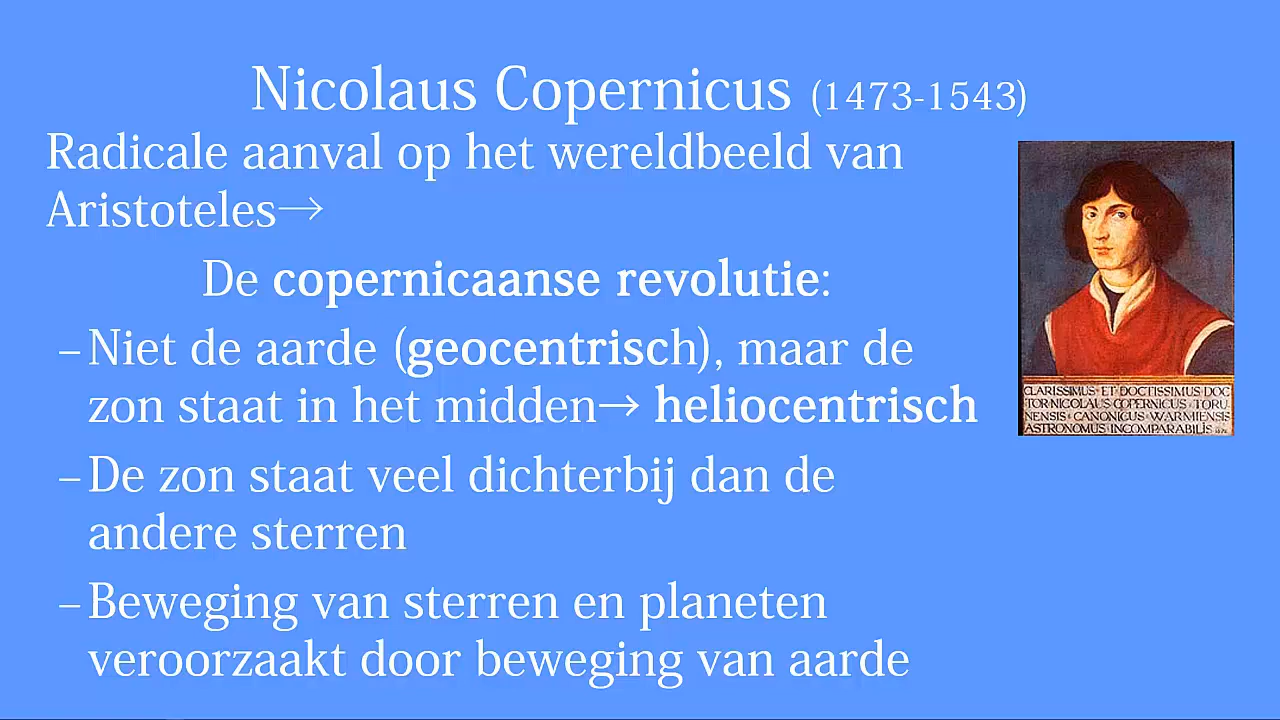 Nicolaus Copernicus (1473-1543)
Radicale aanval op het wereldbeeld van
Aristoteles→
De copernicaanse revolutie:
–Niet de aarde (geocentrisch), maar de
zon staat in het midden→ heliocentrisch
–De zon staat veel dichterbij dan de
andere sterren
–Beweging van sterren en planeten
veroorzaakt door beweging van aarde
CLARISSIMUS ET DOCTISSIMUS DOC
TOR NICOLAUS COPERNICUS TORU
NENSIS CANONICUS WARMIENSIS
ASTRONOMUS INCOMPARABILIS